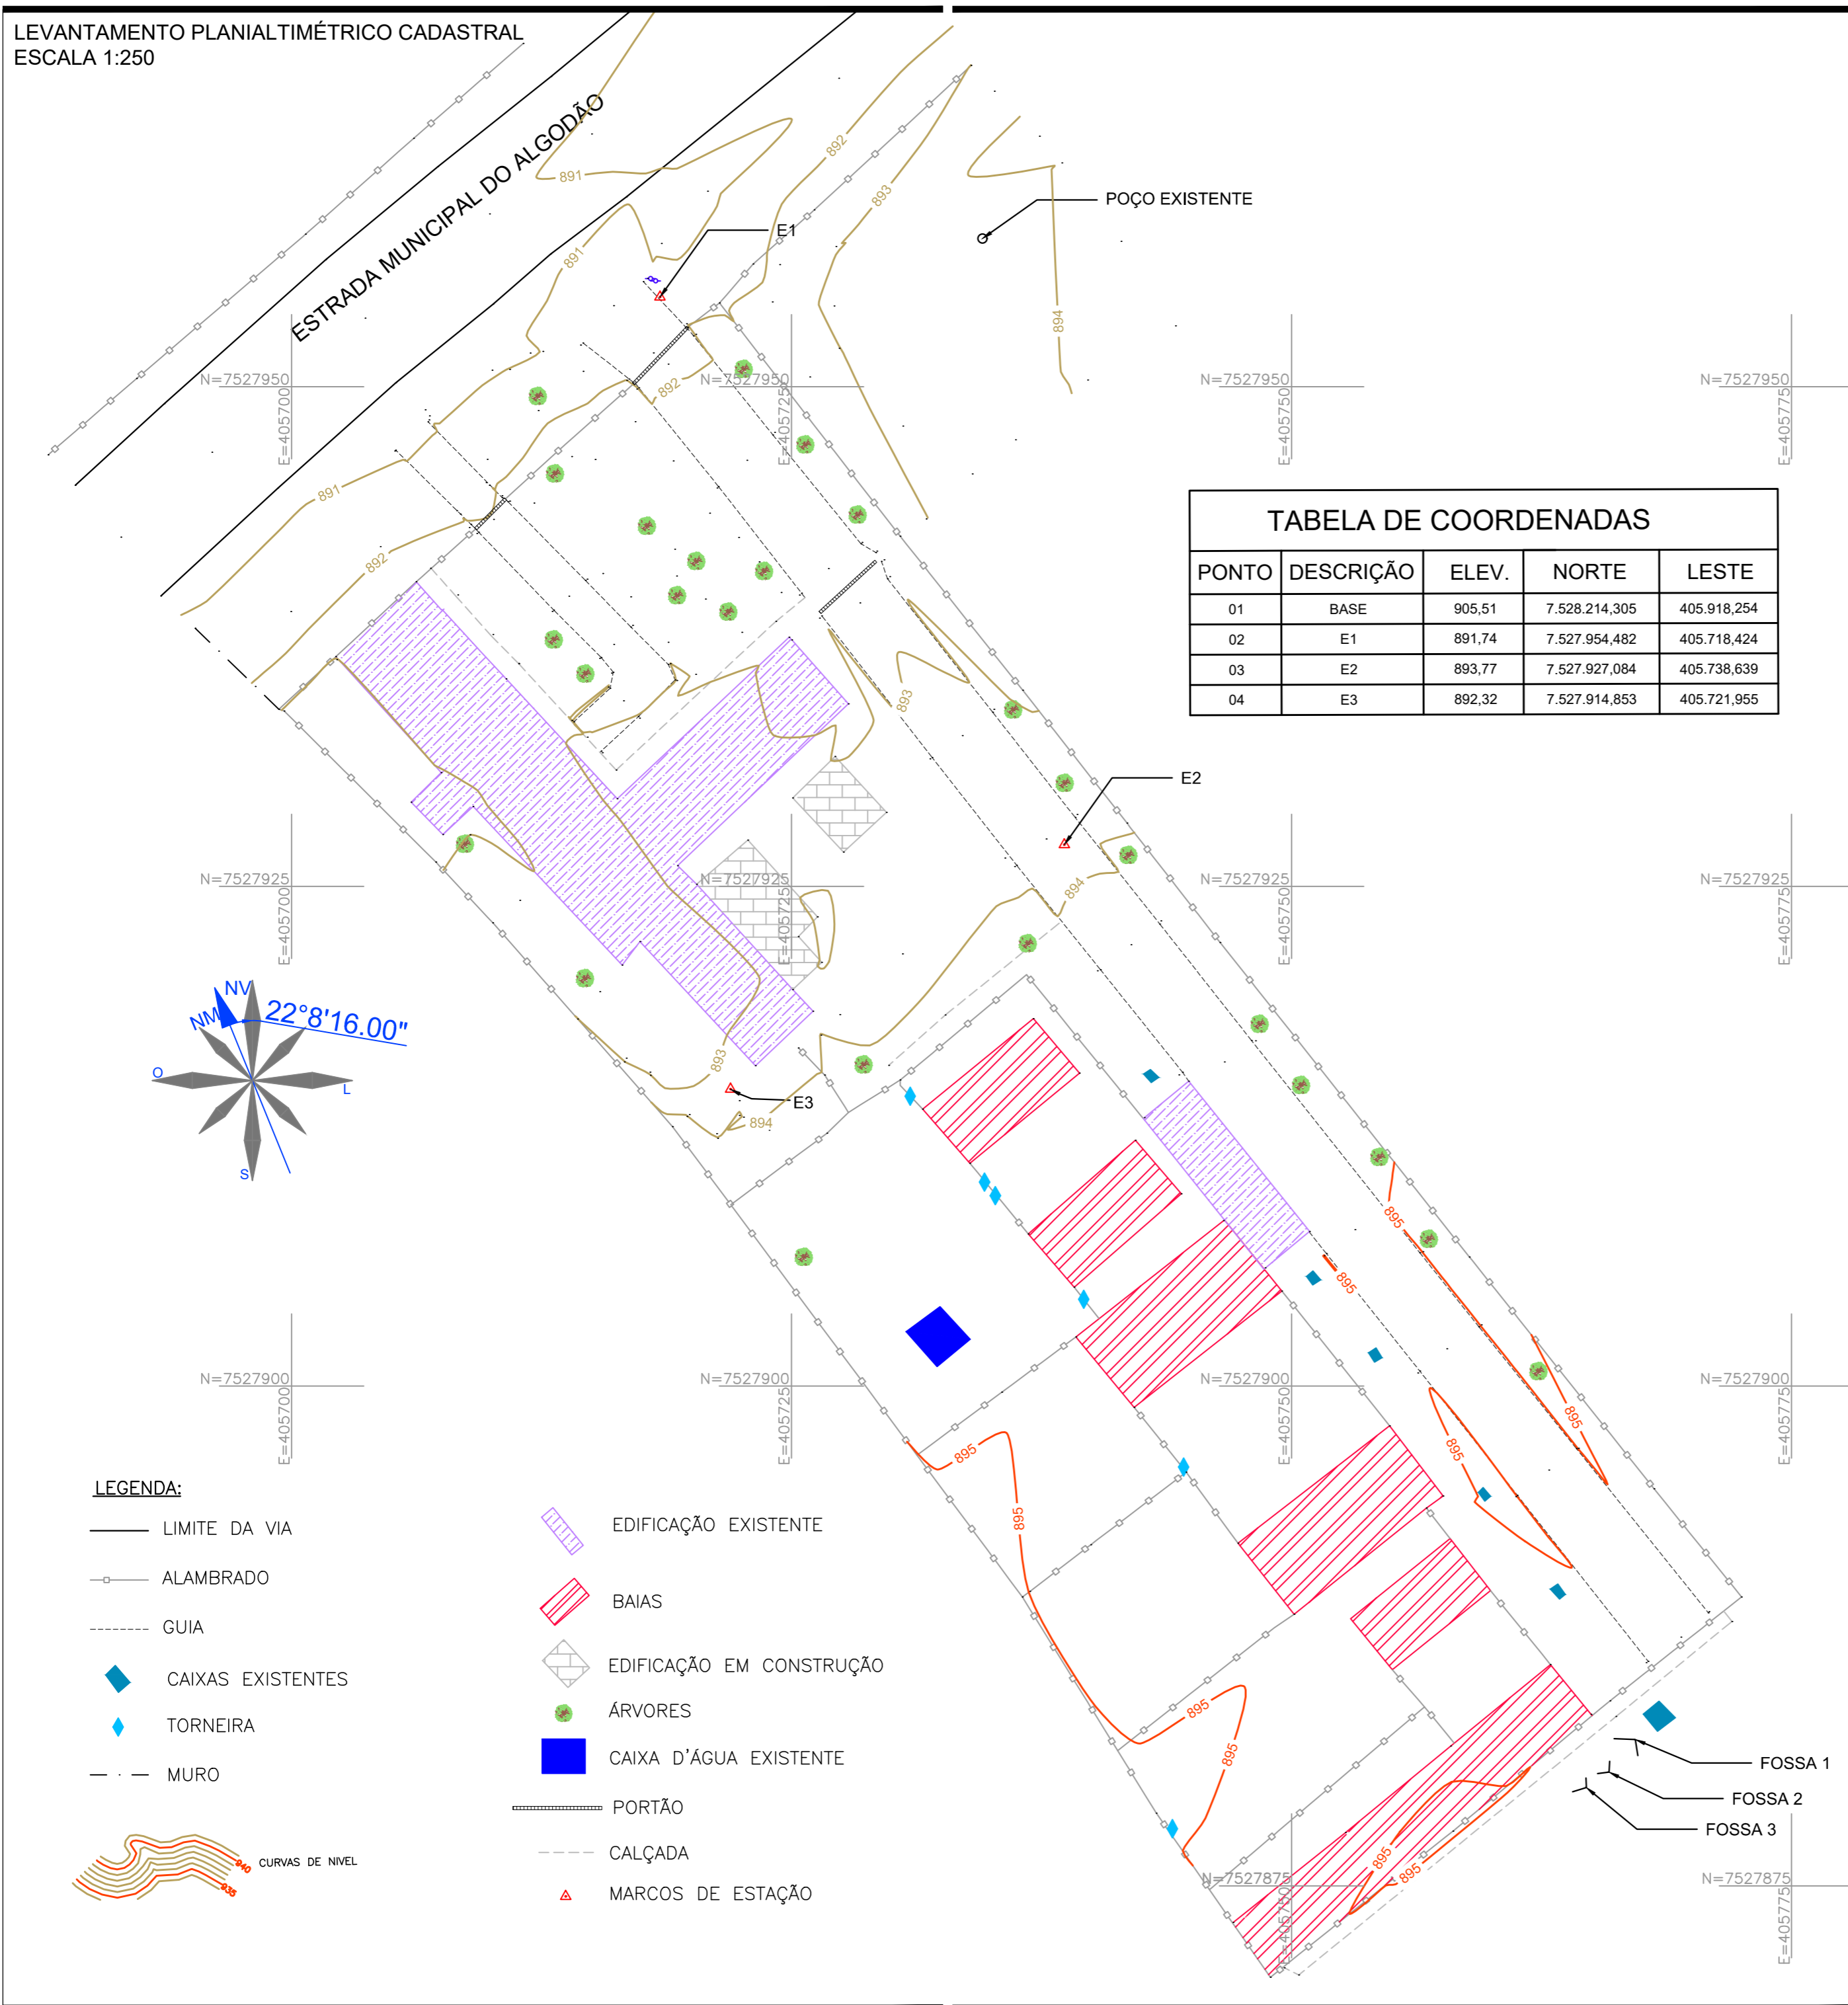 LEVANTAMENTO PLANIALTIMÉTRICO CADASTRAL
ESCALA 1:250
ESTRADA MUNICIPAL DO ALGODÃO
891
892
893
894
POÇO EXISTENTE
E1
891
892
891
892
N=7527950
E=405700
N=7527950
E=405725
N=7527950
E=405750
N=7527950
E=405775
TABELA DE COORDENADAS
PONTO DESCRIÇÃO ELEV. NORTE LESTE
01 BASE 905,51 7.528.214,305 405.918,254
02 E1 891,74 7.527.954,482 405.718,424
03 E2 893,77 7.527.927,084 405.738,639
04 E3 892,32 7.527.914,853 405.721,955
893
E2
894
N=7527925
E=405700
N=7527925
E=405725
N=7527925
E=405750
N=7527925
E=405775
NV
NM
22°8'16.00"
O
L
S
893
E3
894
895
895
N=7527900
E=405700
N=7527900
E=405725
N=7527900
E=405750
N=7527900
E=405775
895
895
895
895
895
895
895
895
N=7527875
E=405750
N=7527875
E=405775
FOSSA 1
FOSSA 2
FOSSA 3
LEGENDA:
LIMITE DA VIA
ALAMBRADO
GUIA
CAIXAS EXISTENTES
TORNEIRA
MURO
940
935
CURVAS DE NIVEL
EDIFICAÇÃO EXISTENTE
BAIAS
EDIFICAÇÃO EM CONSTRUÇÃO
ÁRVORES
CAIXA D'ÁGUA EXISTENTE
PORTÃO
CALÇADA
MARCOS DE ESTAÇÃO